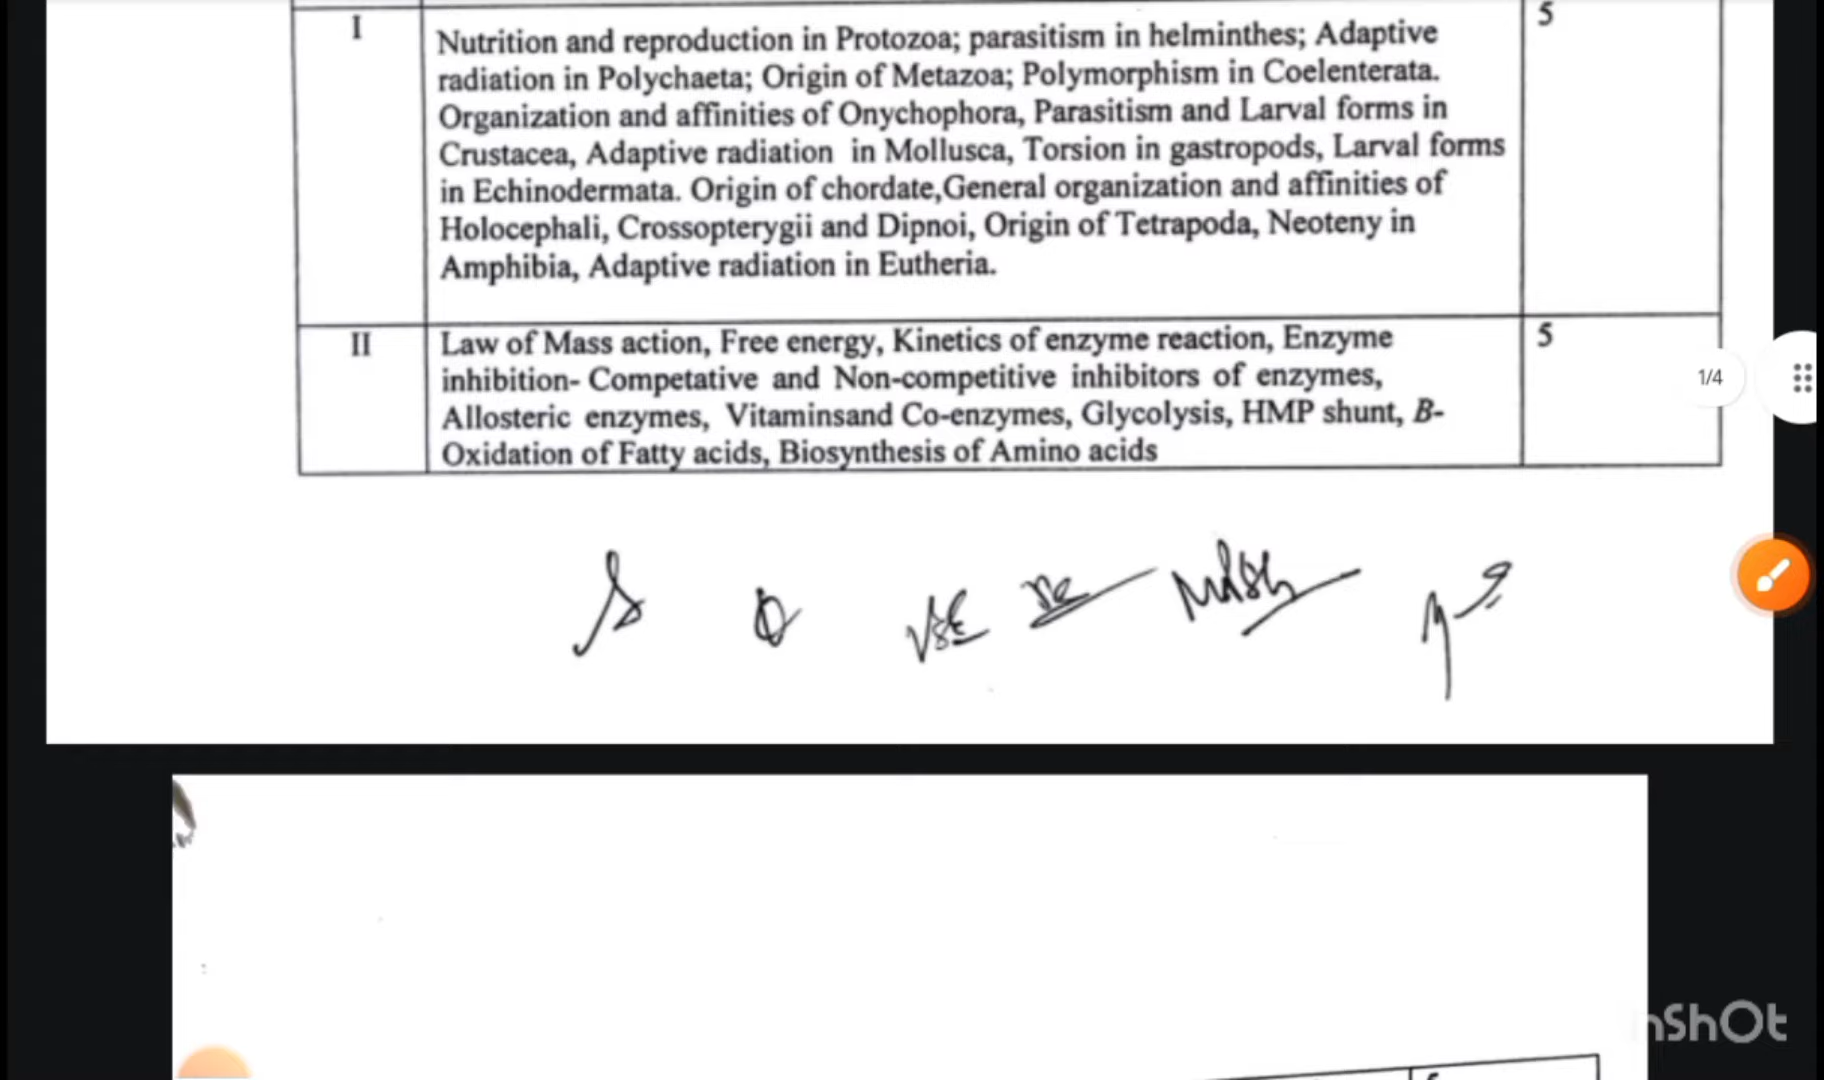 I
5
Nutrition and reproduction in Protozoa; parasitism in helminthes; Adaptive
radiation in Polychaeta; Origin of Metazoa; Polymorphism in Coelenterata.
Organization and affinities of Onychophora, Parasitism and Larval forms in
Crustacea, Adaptive radiation in Mollusca, Torsion in gastropods, Larval forms
in Echinodermata. Origin of chordate,General organization and affinities of
Holocephali, Crossopterygii and Dipnoi, Origin of Tetrapoda, Neoteny in
Amphibia, Adaptive radiation in Eutheria.
II
5
Law of Mass action, Free energy, Kinetics of enzyme reaction, Enzyme
inhibition- Competative and Non-competitive inhibitors of enzymes,
Allosteric enzymes, Vitaminsand Co-enzymes, Glycolysis, HMP shunt, B-
Oxidation of Fatty acids, Biosynthesis of Amino acids
1/4
nShOt